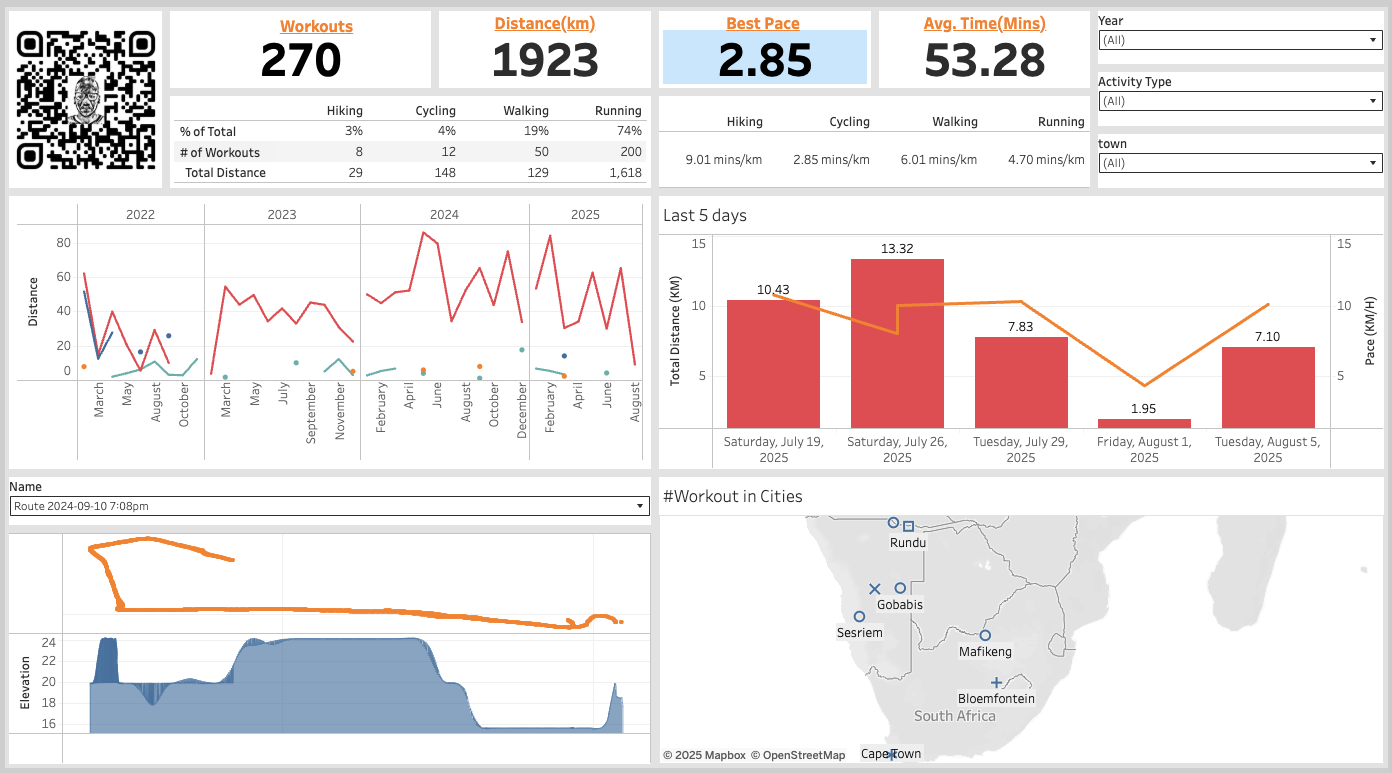 Workouts
270
Distance(km)
1923
Best Pace
2.85
Avg. Time(Mins)
53.28
Year
(All)
Activity Type
(All)
town
(All)
Hiking Cycling Walking Running
% of Total 3% 4% 19% 74%
# of Workouts 8 12 50 200
Total Distance 29 148 129 1,618
Hiking Cycling Walking Running
9.01 mins/km 2.85 mins/km 6.01 mins/km 4.70 mins/km
2022 2023 2024 2025
Distance
80
60
40
20
0
March May August October March May July September November February April June August October December February April June August
Last 5 days
Total Distance (KM)
15
10
5
10.43
13.32
7.83
1.95
7.10
15
10
5
Pace (KM/H)
Saturday, July 19, 2025
Saturday, July 26, 2025
Tuesday, July 29, 2025
Friday, August 1, 2025
Tuesday, August 5, 2025
Name
Route 2024-09-10 7:08pm
Elevation
24
22
20
18
16
#Workout in Cities
Rundu
Gobabis
Sesriem
Mafikeng
Bloemfontein
South Africa
Cape Town
© 2025 Mapbox © OpenStreetMap